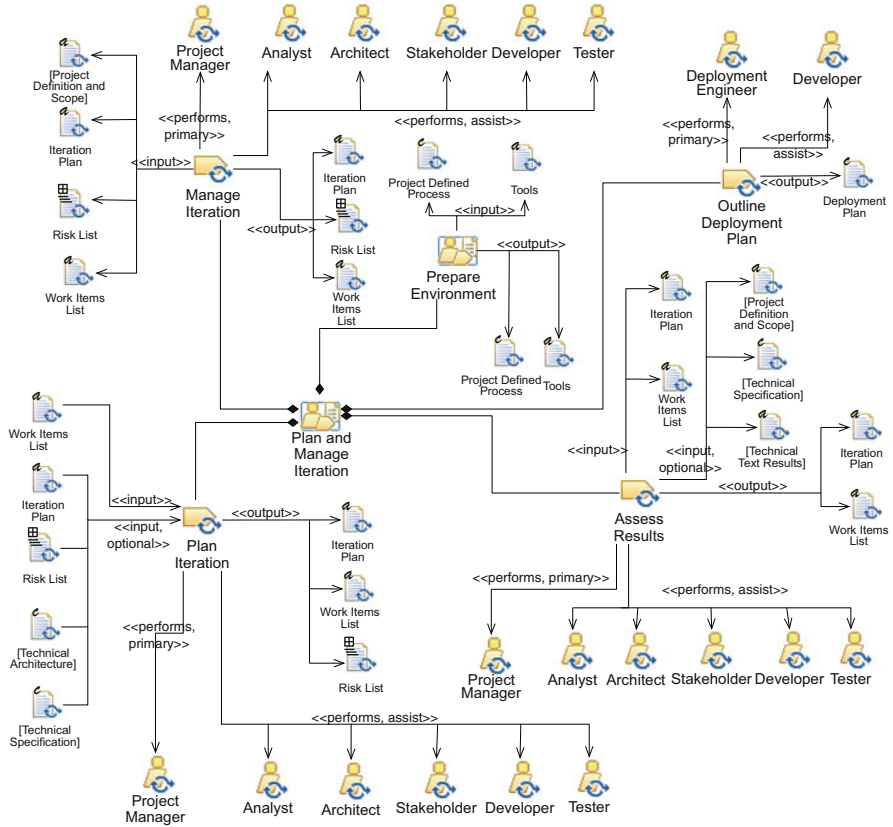 Project
Manager
Analyst
Architect
Stakeholder
Developer
Tester
<<performs,
primary>>
<<performs, assist>>
a
[Project
Definition and
Scope]
a
Iteration
Plan
Risk List
a
Work Items
List
<<input>>
Manage
Iteration
<<output>>
a
Iteration
Plan
Risk List
a
Work
Items
List
c
Project Defined
Process
a
Tools
<<input>>
Prepare
Environment
<<output>>
c
Project Defined
Process
a
Tools
Deployment
Engineer
Developer
<<performs,
primary>>
<<performs,
assist>>
<<output>>
Outline
Deployment
Plan
c
Deployment
Plan
Plan and
Manage
Iteration
a
Iteration
Plan
a
Work
Items
List
a
[Project
Definition
and Scope]
c
[Technical
Specification]
a
[Technical
Text Results]
<<input>>
<<input,
optional>>
<<output>>
Assess
Results
a
Iteration
Plan
a
Work Items
List
<<performs, primary>>
<<performs, assist>>
Project
Manager
Analyst
Architect
Stakeholder
Developer
Tester
a
Work Items
List
a
Iteration
Plan
Risk List
c
[Technical
Architecture]
c
[Technical
Specification]
<<input>>
<<input,
optional>>
Plan
Iteration
<<output>>
a
Iteration
Plan
a
Work Items
List
Risk List
<<performs,
primary>>
<<performs, assist>>
Project
Manager
Analyst
Architect
Stakeholder
Developer
Tester